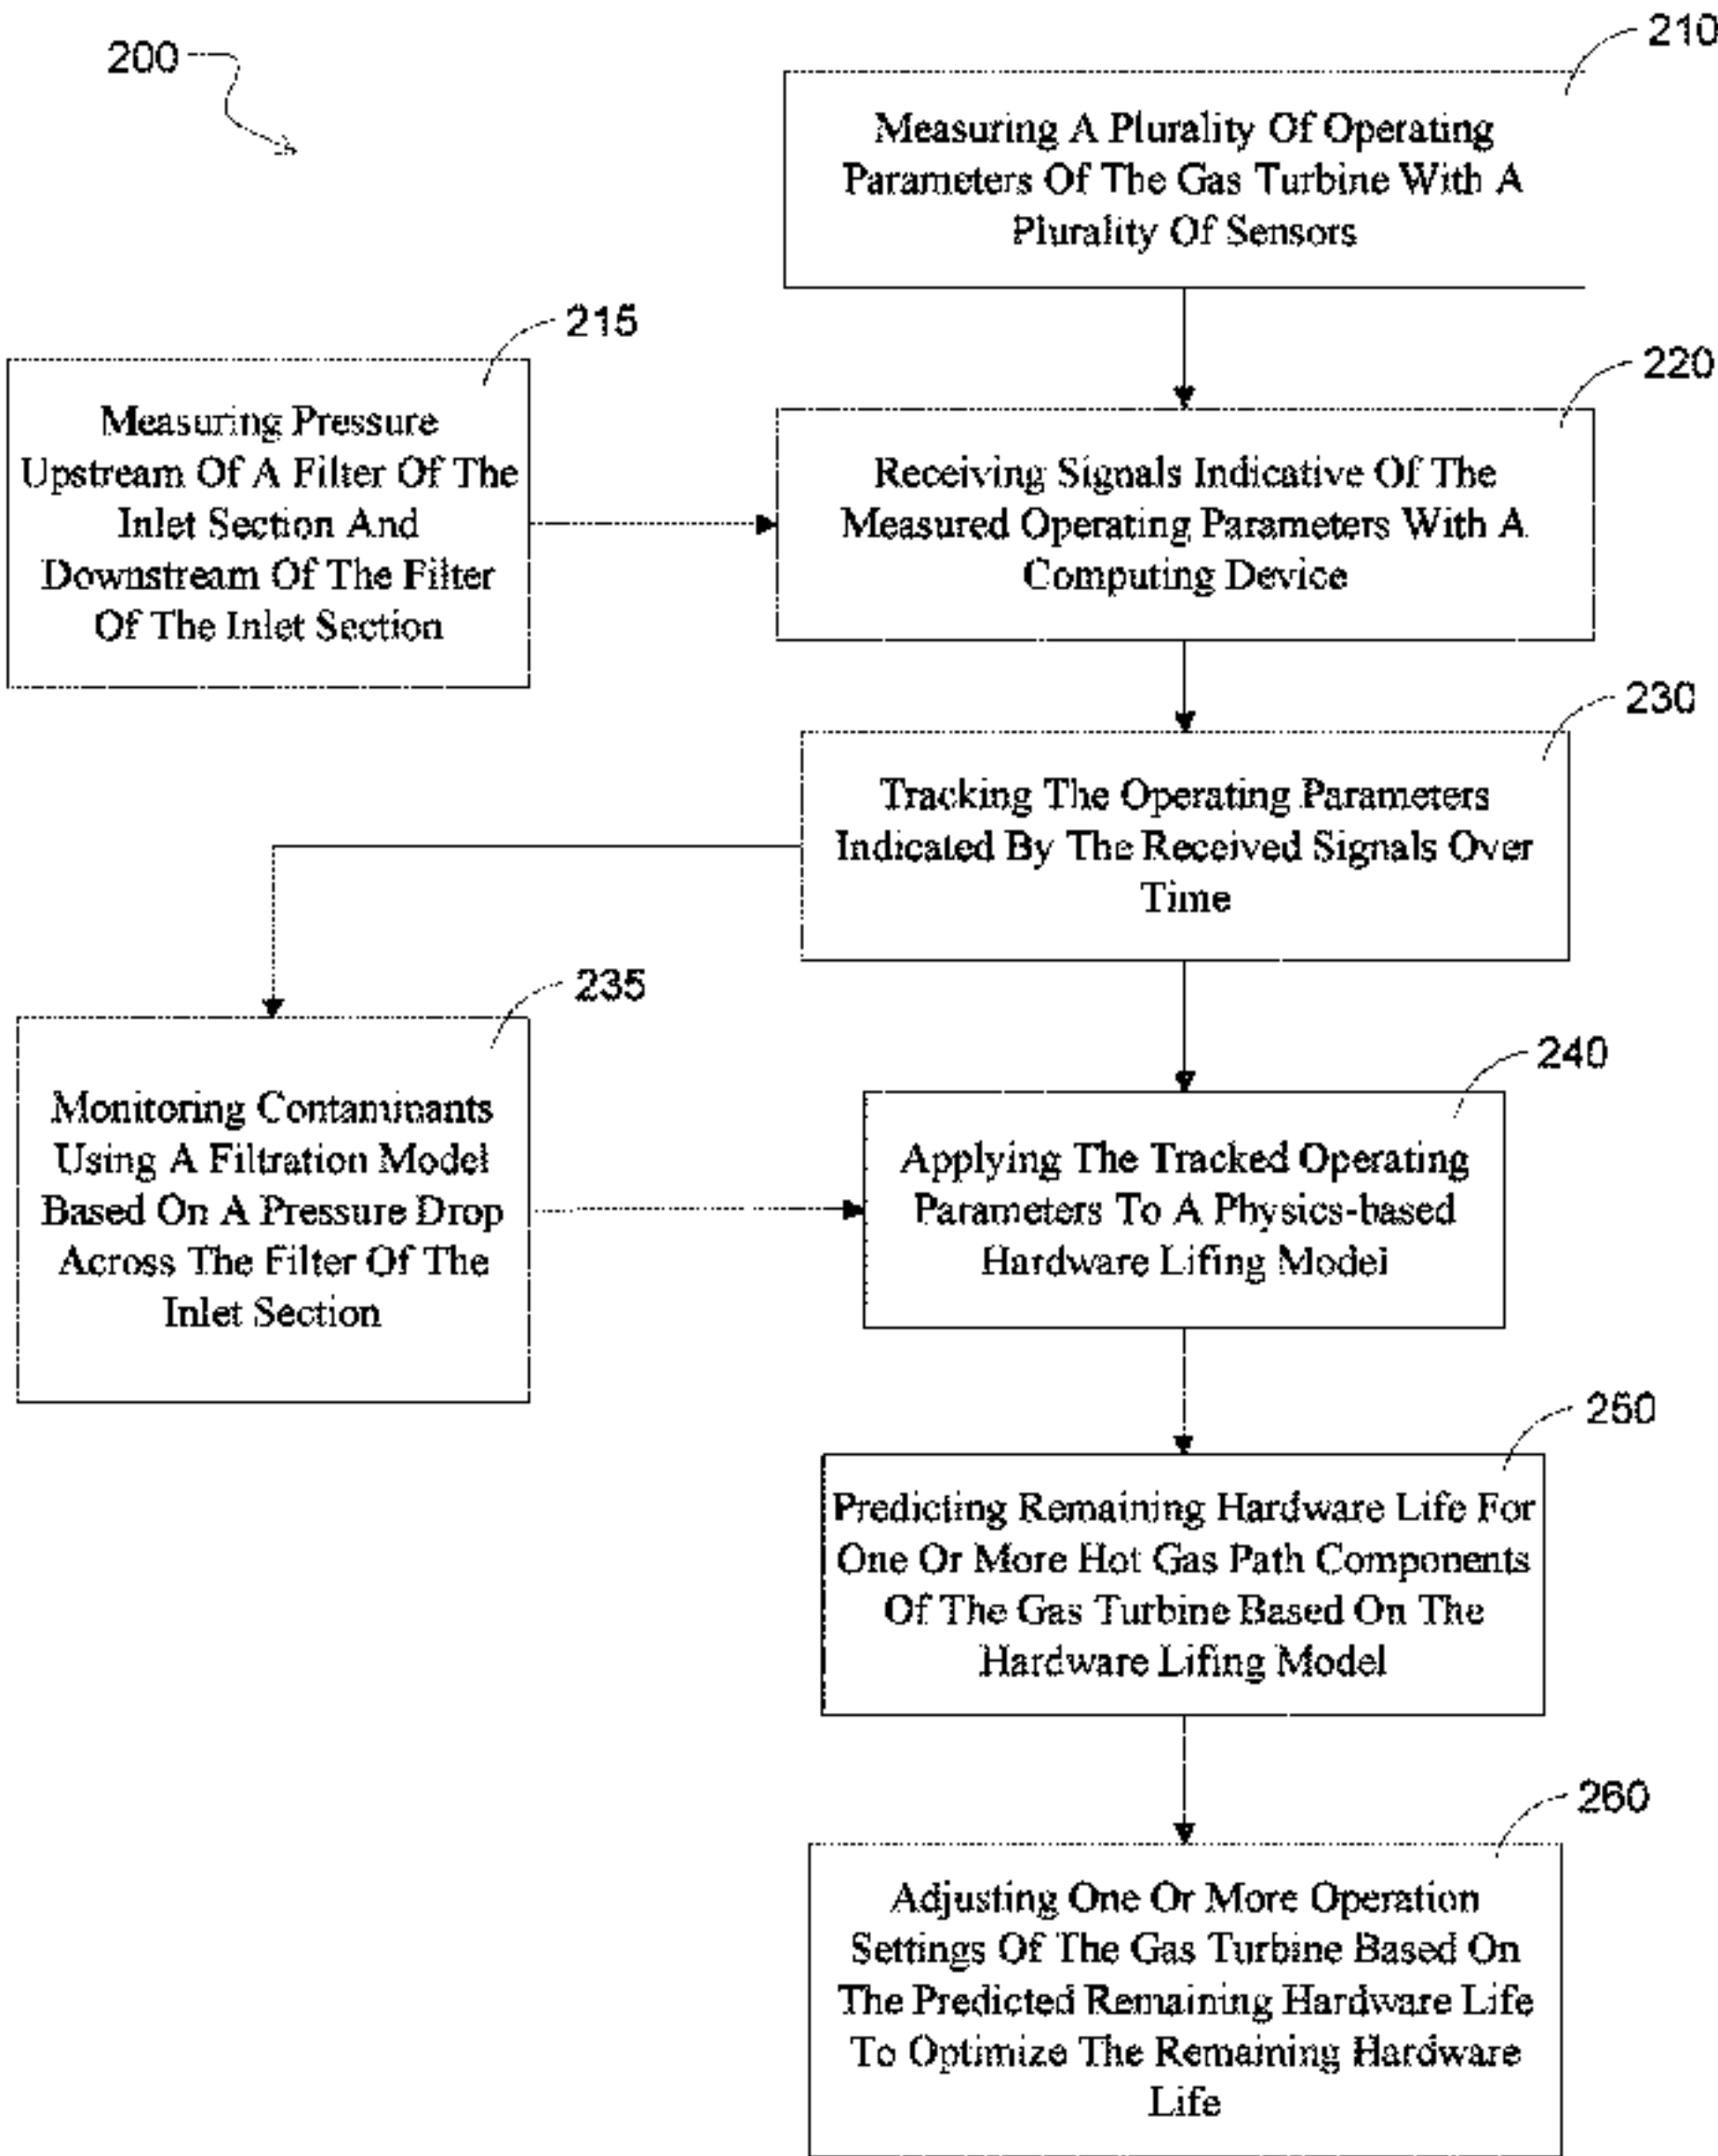 200
210
Measuring A Plurality Of Operating
Parameters Of The Gas Turbine With A
Plurality Of Sensors
215
Measuring Pressure
Upstream Of A Filter Of The
Inlet Section And
Downstream Of The Filter
Of The Inlet Section
220
Receiving Signals Indicative Of The
Measured Operating Parameters With A
Computing Device
230
Tracking The Operating Parameters
Indicated By The Received Signals Over
Time
235
Monitoring Contaminants
Using A Filtration Model
Based On A Pressure Drop
Across The Filter Of The
Inlet Section
240
Applying The Tracked Operating
Parameters To A Physics-based
Hardware Lifing Model
250
Predicting Remaining Hardware Life For
One Or More Hot Gas Path Components
Of The Gas Turbine Based On The
Hardware Lifing Model
260
Adjusting One Or More Operation
Settings Of The Gas Turbine Based On
The Predicted Remaining Hardware Life
To Optimize The Remaining Hardware
Life